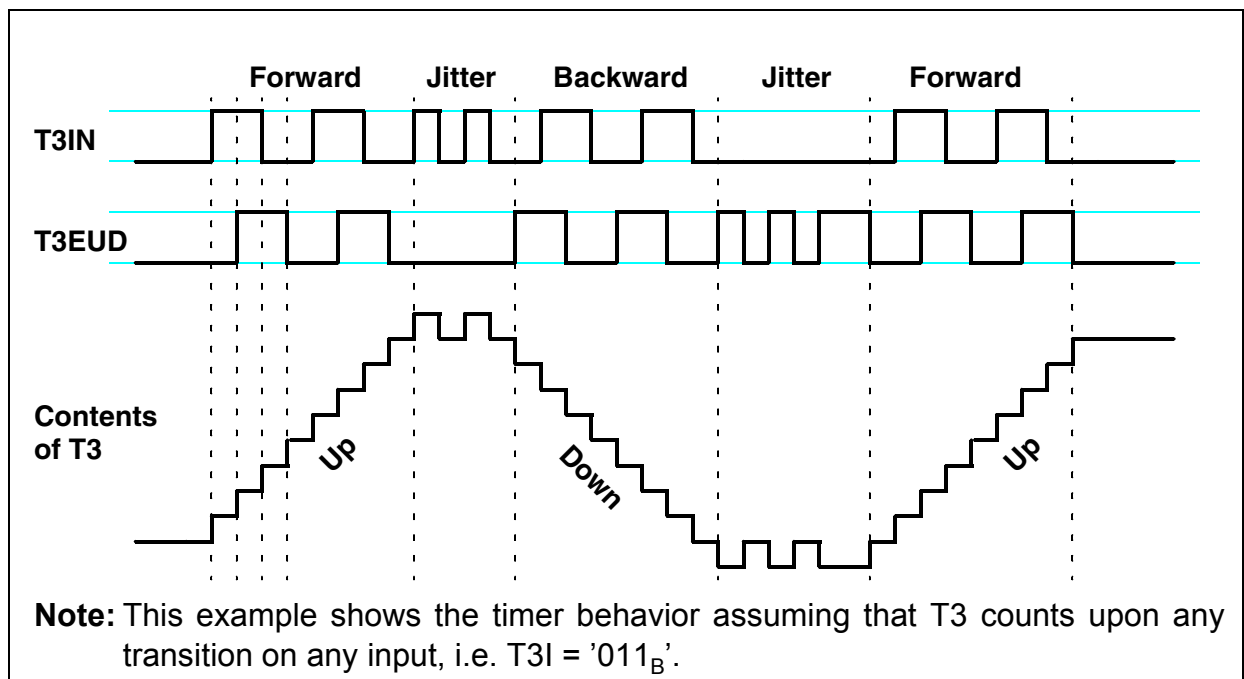 Forward Jitter Backward Jitter Forward
T3IN
T3EUD
Contents
of T3
Up
Down
Up
Note: This example shows the timer behavior assuming that T3 counts upon any
transition on any input, i.e. T3I = '011B'.